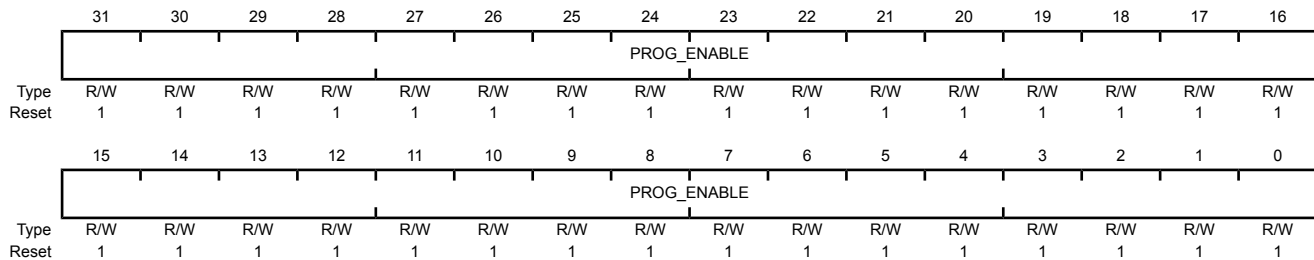 31 30 29 28 27 26 25 24 23 22 21 20 19 18 17 16
PROG_ENABLE
Type R/W R/W R/W R/W R/W R/W R/W R/W R/W R/W R/W R/W R/W R/W R/W R/W
Reset 1 1 1 1 1 1 1 1 1 1 1 1 1 1 1 1
15 14 13 12 11 10 9 8 7 6 5 4 3 2 1 0
PROG_ENABLE
Type R/W R/W R/W R/W R/W R/W R/W R/W R/W R/W R/W R/W R/W R/W R/W R/W
Reset 1 1 1 1 1 1 1 1 1 1 1 1 1 1 1 1